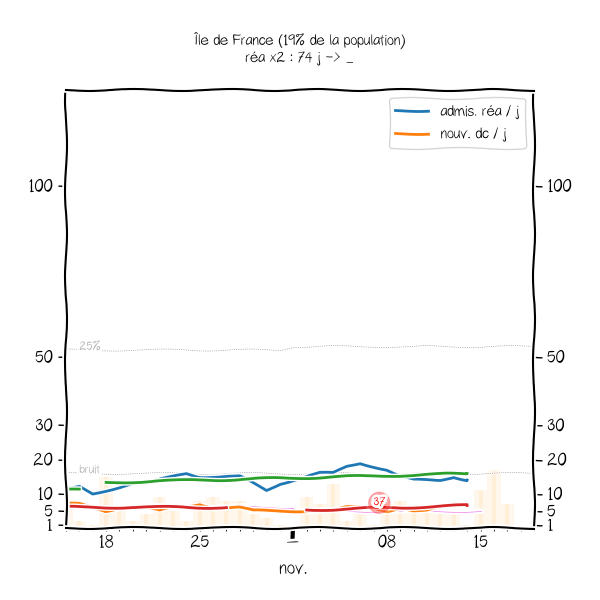 Île de France (19% de la population)
réa x2 : 74 j -> _
admis. réa / j
nouv. dc / j
100 100
25%
50 50
30 30
20 20
bruit
10 10
37
5 5
1 1
18 25 _ 08 15
nov.